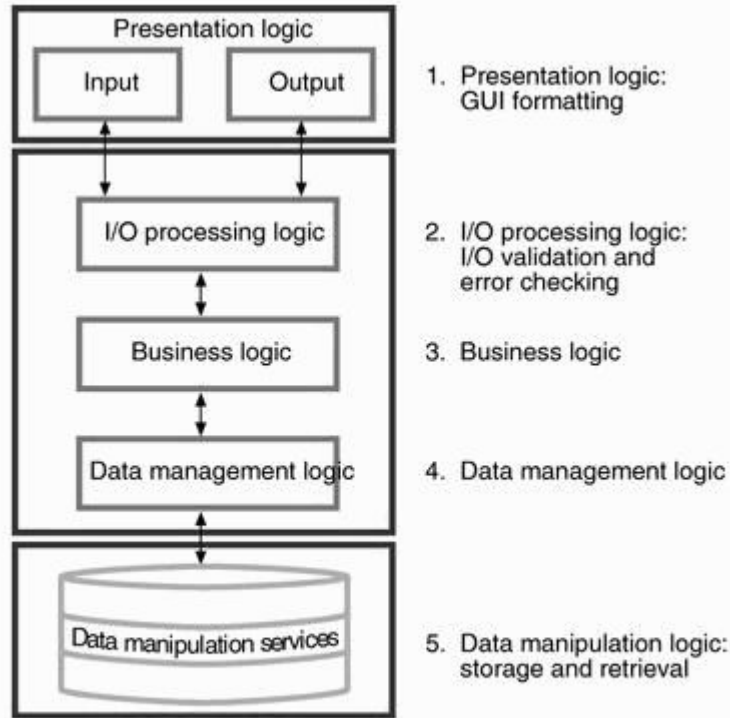 Presentation logic
Input
Output
1. Presentation logic:
GUI formatting
I/O processing logic
2. I/O processing logic:
I/O validation and
error checking
Business logic
3. Business logic
Data management logic
4. Data management logic
Data manipulation services
5. Data manipulation logic:
storage and retrieval